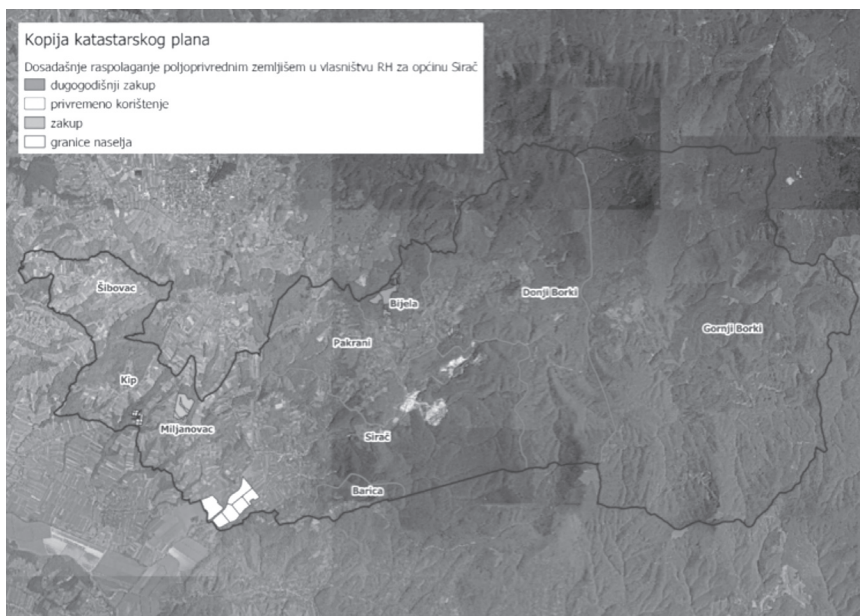 Kopija katastarskog plana
Dosadašnje raspolaganje poljoprivrednim zemljišem u vlasništvu RH za općinu Sirač
dugogodišnji zakup
privremeno korištenje
zakup
granice naselja
Šibovac
Bijela
Donji Borki
Gornji Borki
Pakrani
Kip
Miljanovac
Sirač
Barica